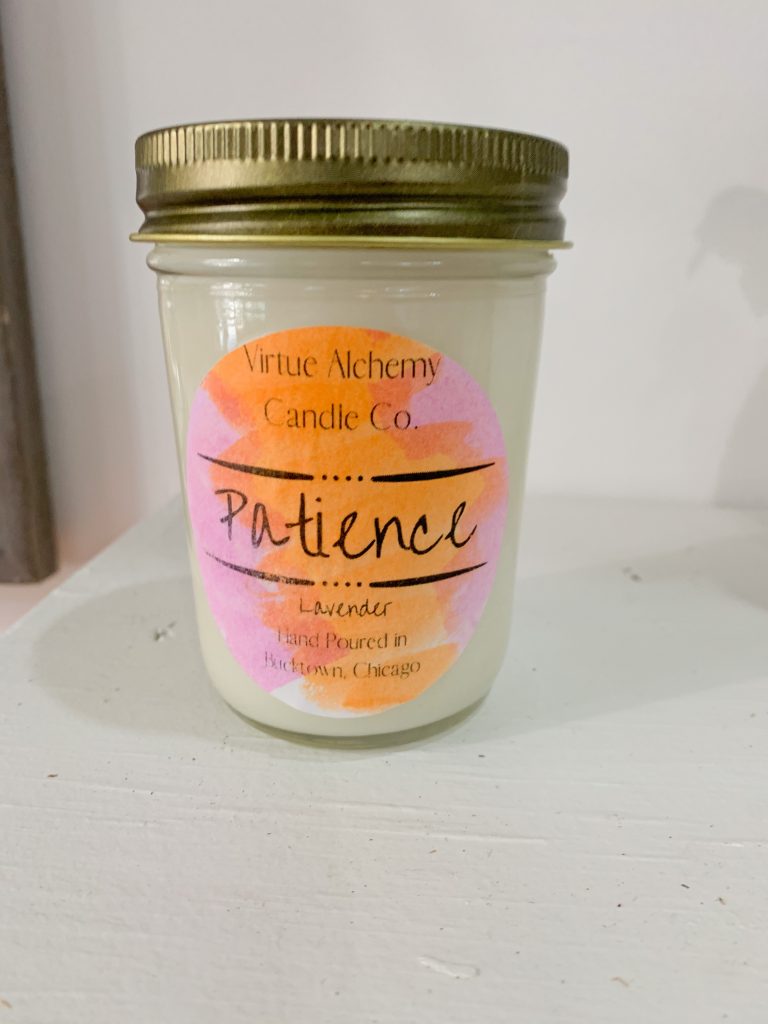 Virtue Alchemy
Candle Co.
Patience
Lavender
Hand Poured in
Bucktown, Chicago